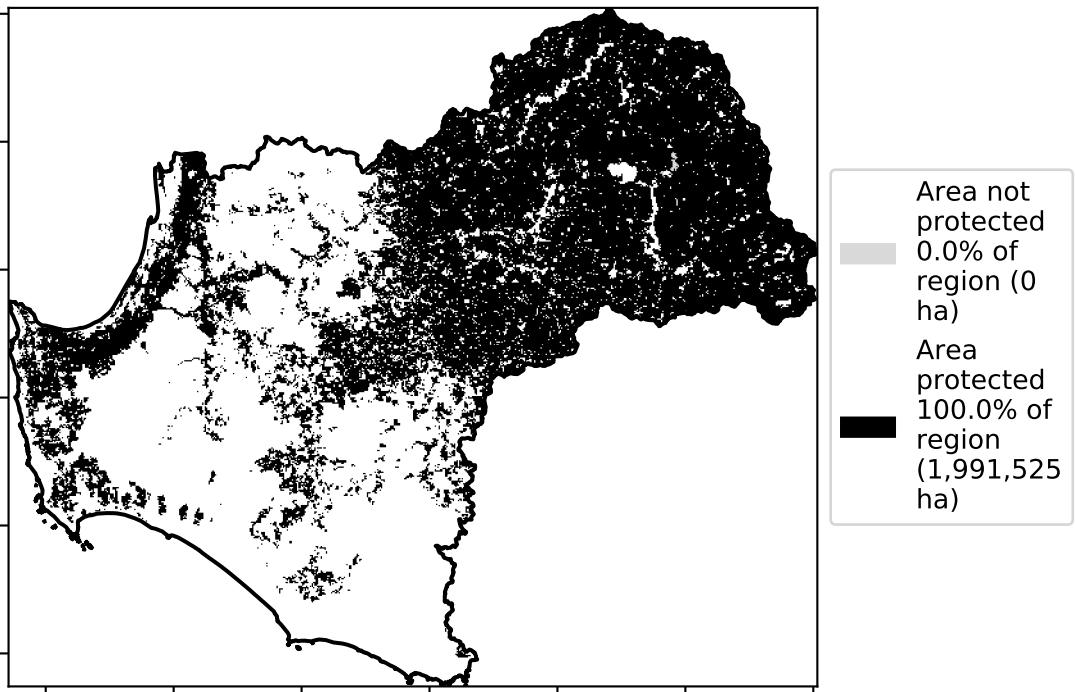 Area not
protected
0.0% of
region (0
ha)
Area
protected
100.0% of
region
(1,991,525
ha)